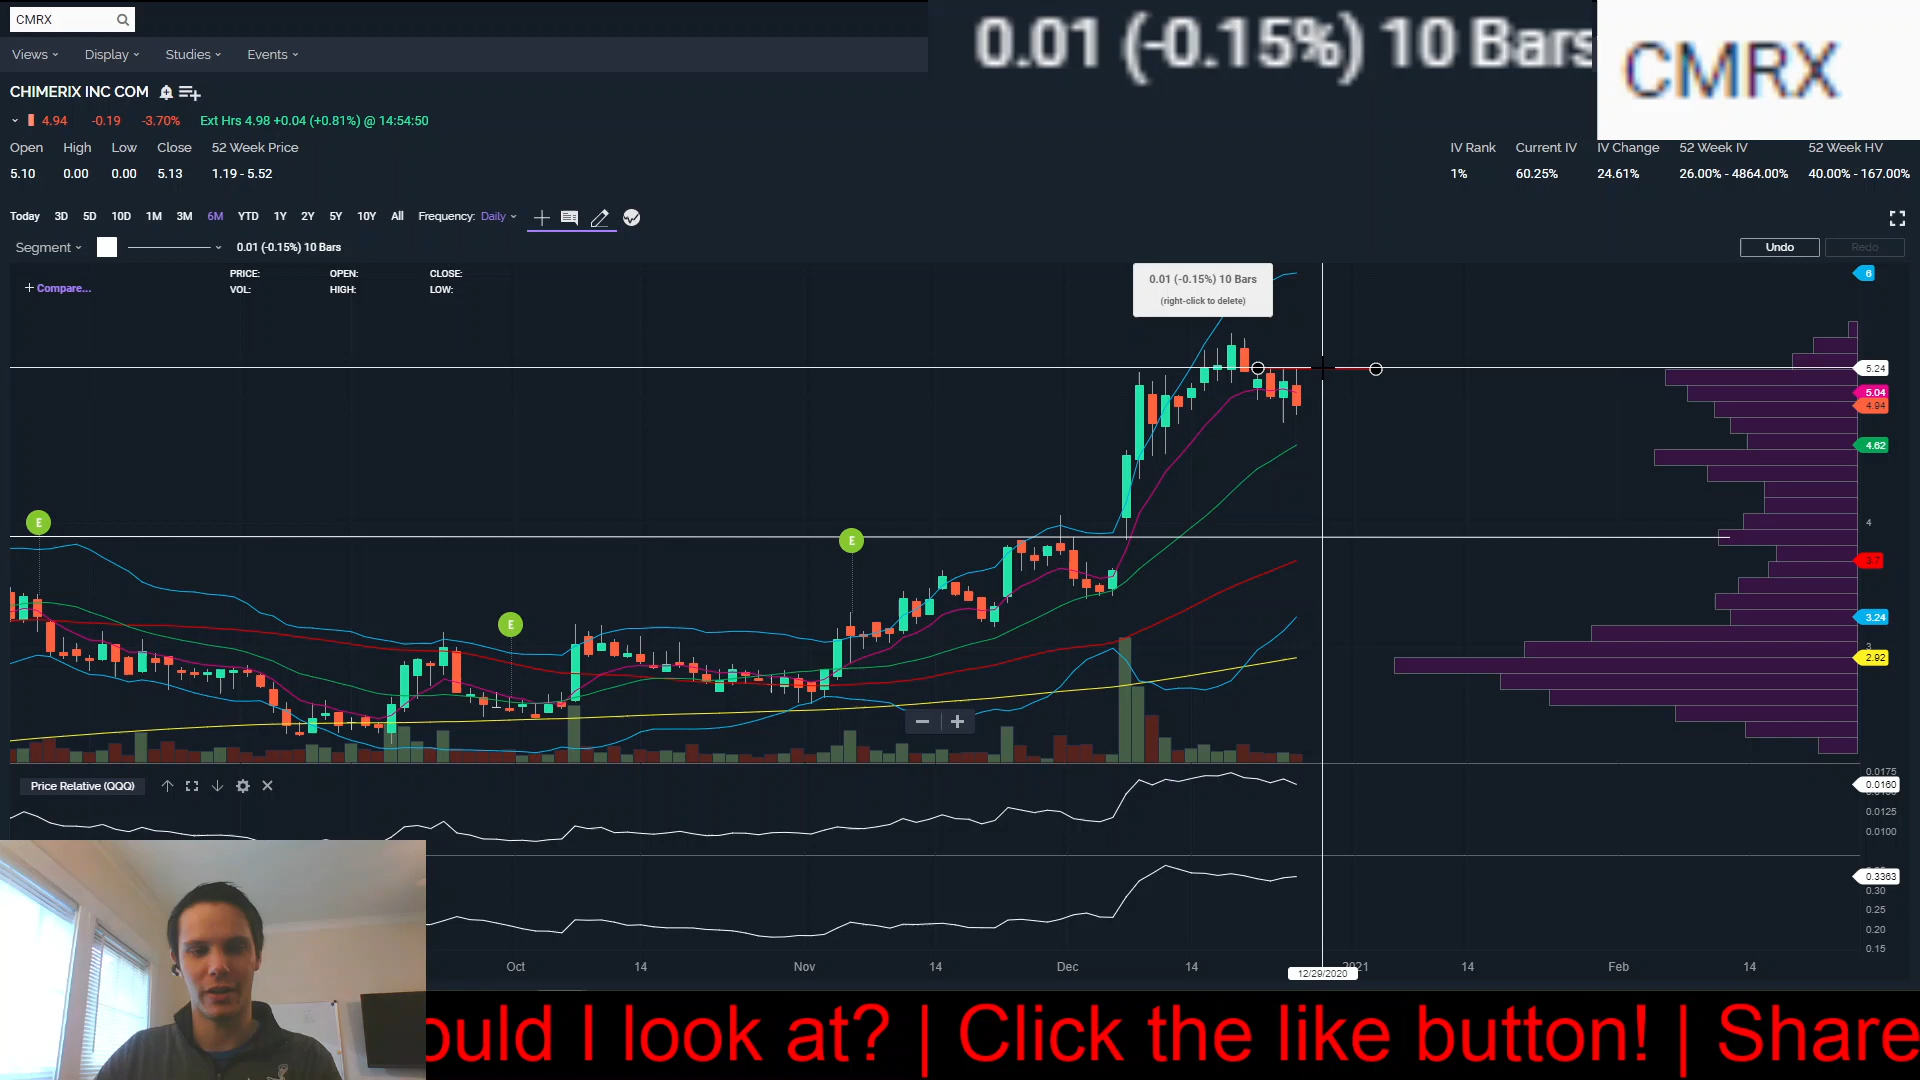 CMRX
0.01 (-0.15%) 10 Bars
CMRX
Views Display Studies Events
CHIMERIX INC COM
4.94 -0.19 -3.70% Ext Hrs 4.98 +0.04 (+0.81%) @ 14:54:50
Open High Low Close 52 Week Price
5.10 0.00 0.00 5.13 1.19 - 5.52
IV Rank Current IV IV Change 52 Week IV 52 Week HV
1% 60.25% 24.61% 26.00% - 4864.00% 40.00% - 167.00%
Today 3D 5D 10D 1M 3M 6M YTD 1Y 2Y 5Y 10Y All Frequency: Daily
Segment 0.01 (-0.15%) 10 Bars Undo Redo
+ Compare...
PRICE: OPEN: CLOSE:
VOL: HIGH: LOW:
0.01 (-0.15%) 10 Bars
(right-click to delete)
6
5.24
5.04
4.94
4.62
4
3.7
3.24
3
2.92
E
E
E
Price Relative (QQQ)
0.0175
0.0160
0.0125
0.0100
0.3363
0.30
0.25
0.20
0.15
Oct 14 Nov 14 Dec 14 12/29/2020 2021 14 Feb 14
ould I look at? | Click the like button! | Share